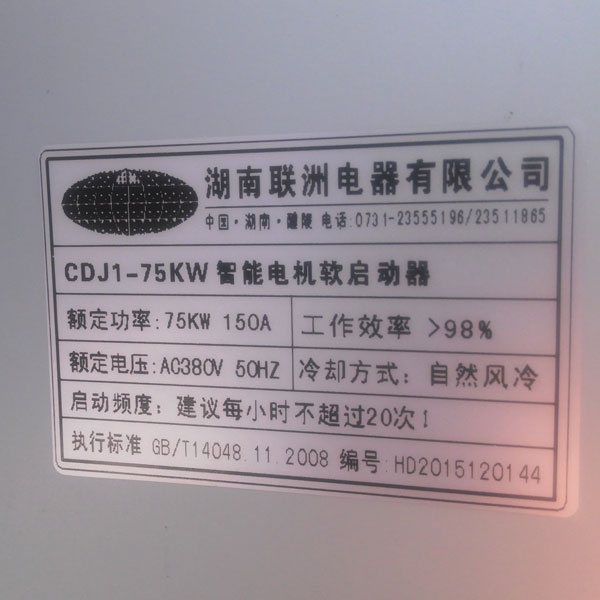 湖南联洲电器有限公司
中国·湖南·醴陵 电话:0731-23555196/23511865
CDJ1-75KW 智能电机软启动器
额定功率:75KW 150A 工作效率 >98%
额定电压:AC380V 50HZ 冷却方式: 自然风冷
启动频度: 建议每小时不超过20次!
执行标准 GB/T14048.11.2008 编号:HD2015120144